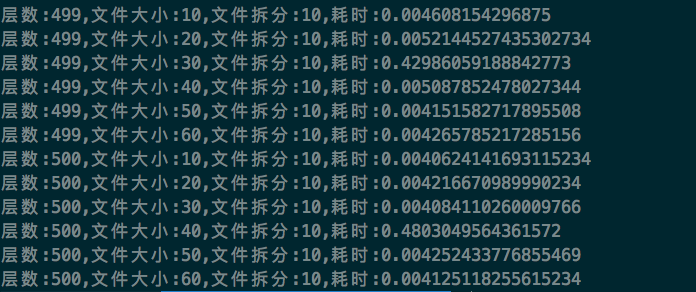 层数:499,文件大小:10,文件拆分:10,耗时:0.004608154296875
层数:499,文件大小:20,文件拆分:10,耗时:0.0052144527435302734
层数:499,文件大小:30,文件拆分:10,耗时:0.42986059188842773
层数:499,文件大小:40,文件拆分:10,耗时:0.005087852478027344
层数:499,文件大小:50,文件拆分:10,耗时:0.004151582717895508
层数:499,文件大小:60,文件拆分:10,耗时:0.004265785217285156
层数:500,文件大小:10,文件拆分:10,耗时:0.0040624141693115234
层数:500,文件大小:20,文件拆分:10,耗时:0.004216670989990234
层数:500,文件大小:30,文件拆分:10,耗时:0.004084110260009766
层数:500,文件大小:40,文件拆分:10,耗时:0.4803049564361572
层数:500,文件大小:50,文件拆分:10,耗时:0.004252433776855469
层数:500,文件大小:60,文件拆分:10,耗时:0.004125118255615234